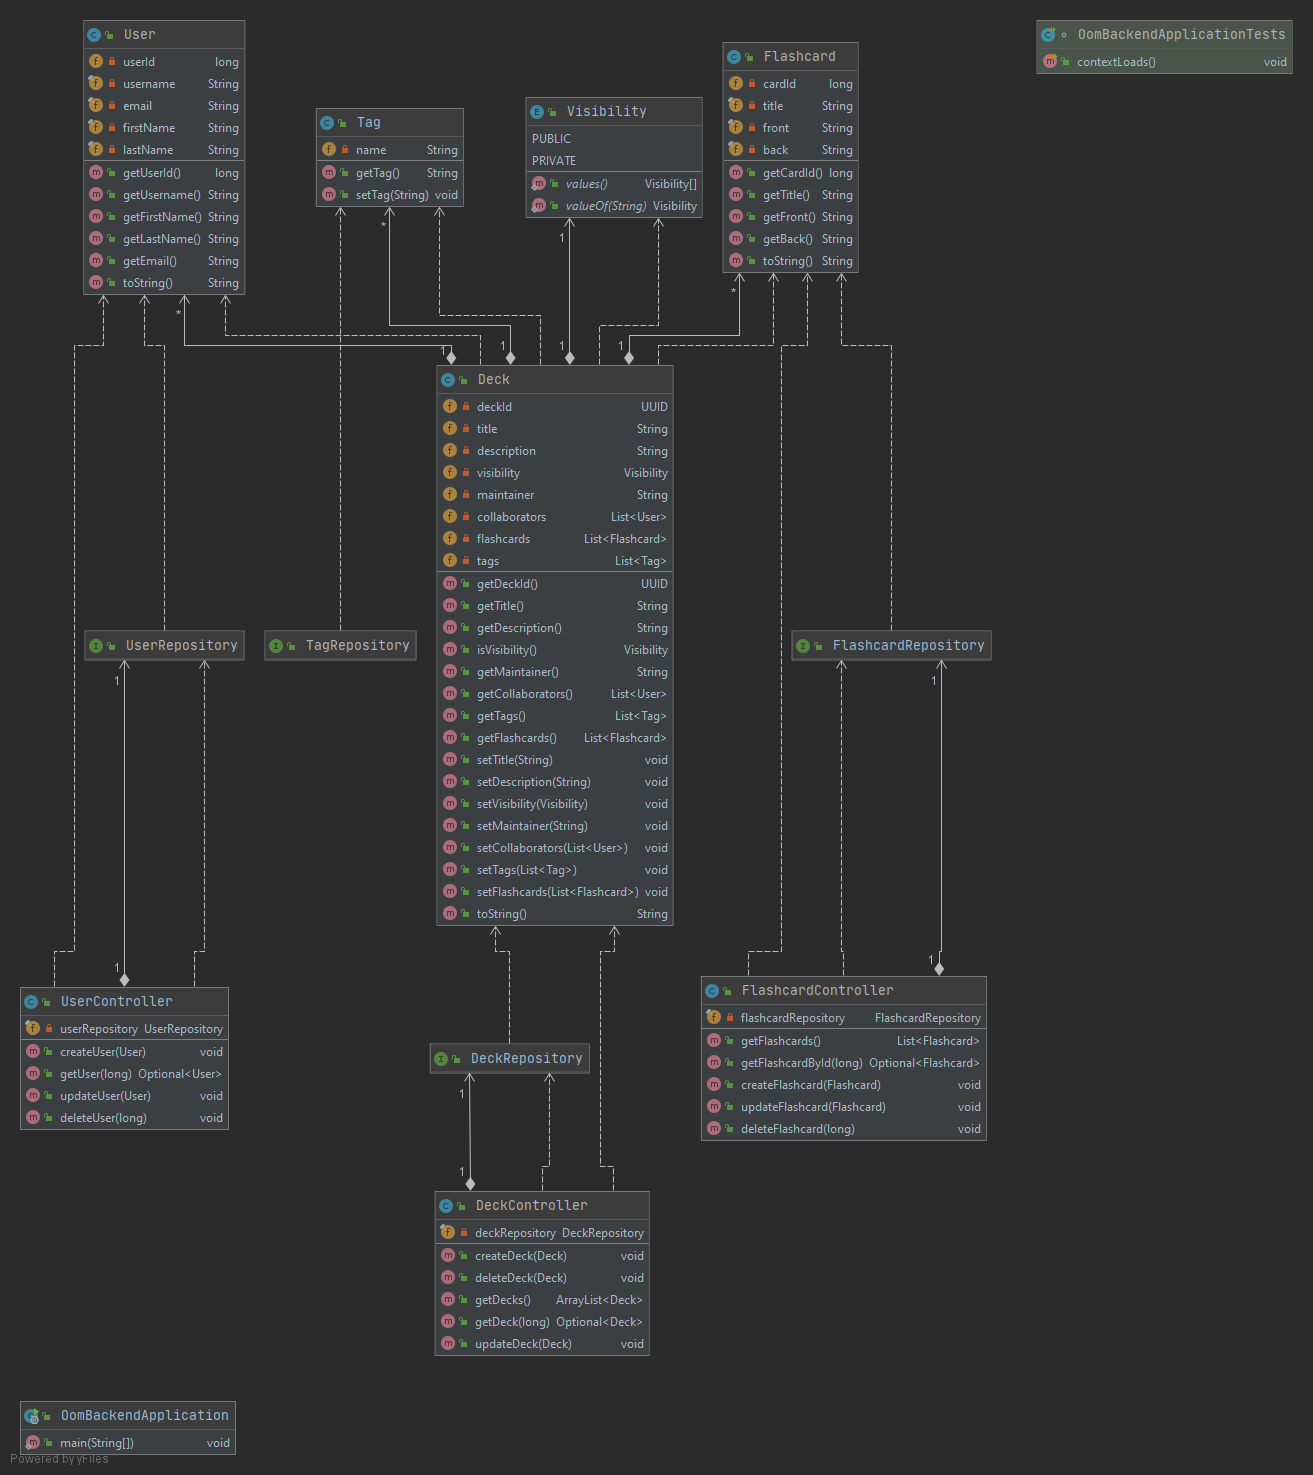 User
userId long
username String
email String
firstName String
lastName String
getUserId() long
getUsername() String
getFirstName() String
getLastName() String
getEmail() String
toString() String
Tag
name String
getTag() String
setTag(String) void
Visibility
PUBLIC
PRIVATE
values() Visibility[]
valueOf(String) Visibility
Flashcard
cardId long
title String
front String
back String
getCardId() long
getTitle() String
getFront() String
getBack() String
toString() String
OomBackendApplicationTests
contextLoads() void
*
*
1
*
1
1
1
1
Deck
deckId UUID
title String
description String
visibility Visibility
maintainer String
collaborators List<User>
flashcards List<Flashcard>
tags List<Tag>
getDeckId() UUID
getTitle() String
getDescription() String
isVisibility() Visibility
getMaintainer() String
getCollaborators() List<User>
getTags() List<Tag>
getFlashcards() List<Flashcard>
setTitle(String) void
setDescription(String) void
setVisibility(Visibility) void
setMaintainer(String) void
setCollaborators(List<User>) void
setTags(List<Tag>) void
setFlashcards(List<Flashcard>) void
toString() String
UserRepository
TagRepository
FlashcardRepository
1
1
1
1
UserController
userRepository UserRepository
createUser(User) void
getUser(long) Optional<User>
updateUser(User) void
deleteUser(long) void
DeckRepository
1
1
FlashcardController
flashcardRepository FlashcardRepository
getFlashcards() List<Flashcard>
getFlashcardById(long) Optional<Flashcard>
createFlashcard(Flashcard) void
updateFlashcard(Flashcard) void
deleteFlashcard(long) void
DeckController
deckRepository DeckRepository
createDeck(Deck) void
deleteDeck(Deck) void
getDecks() ArrayList<Deck>
getDeck(long) Optional<Deck>
updateDeck(Deck) void
OomBackendApplication
main(String[]) void
Powered by yFiles